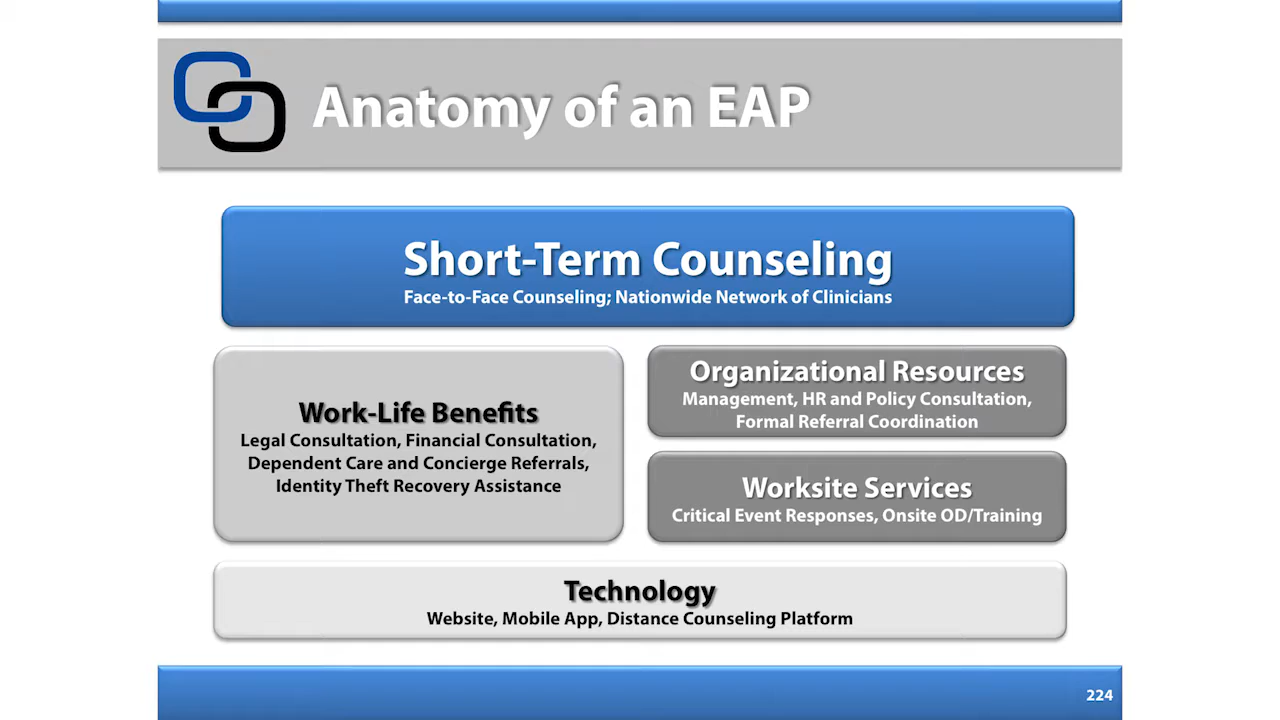 Anatomy of an EAP
Short-Term Counseling
Face-to-Face Counseling; Nationwide Network of Clinicians
Work-Life Benefits
Legal Consultation, Financial Consultation,
Dependent Care and Concierge Referrals,
Identity Theft Recovery Assistance
Organizational Resources
Management, HR and Policy Consultation,
Formal Referral Coordination
Worksite Services
Critical Event Responses, Onsite OD/Training
Technology
Website, Mobile App, Distance Counseling Platform
224